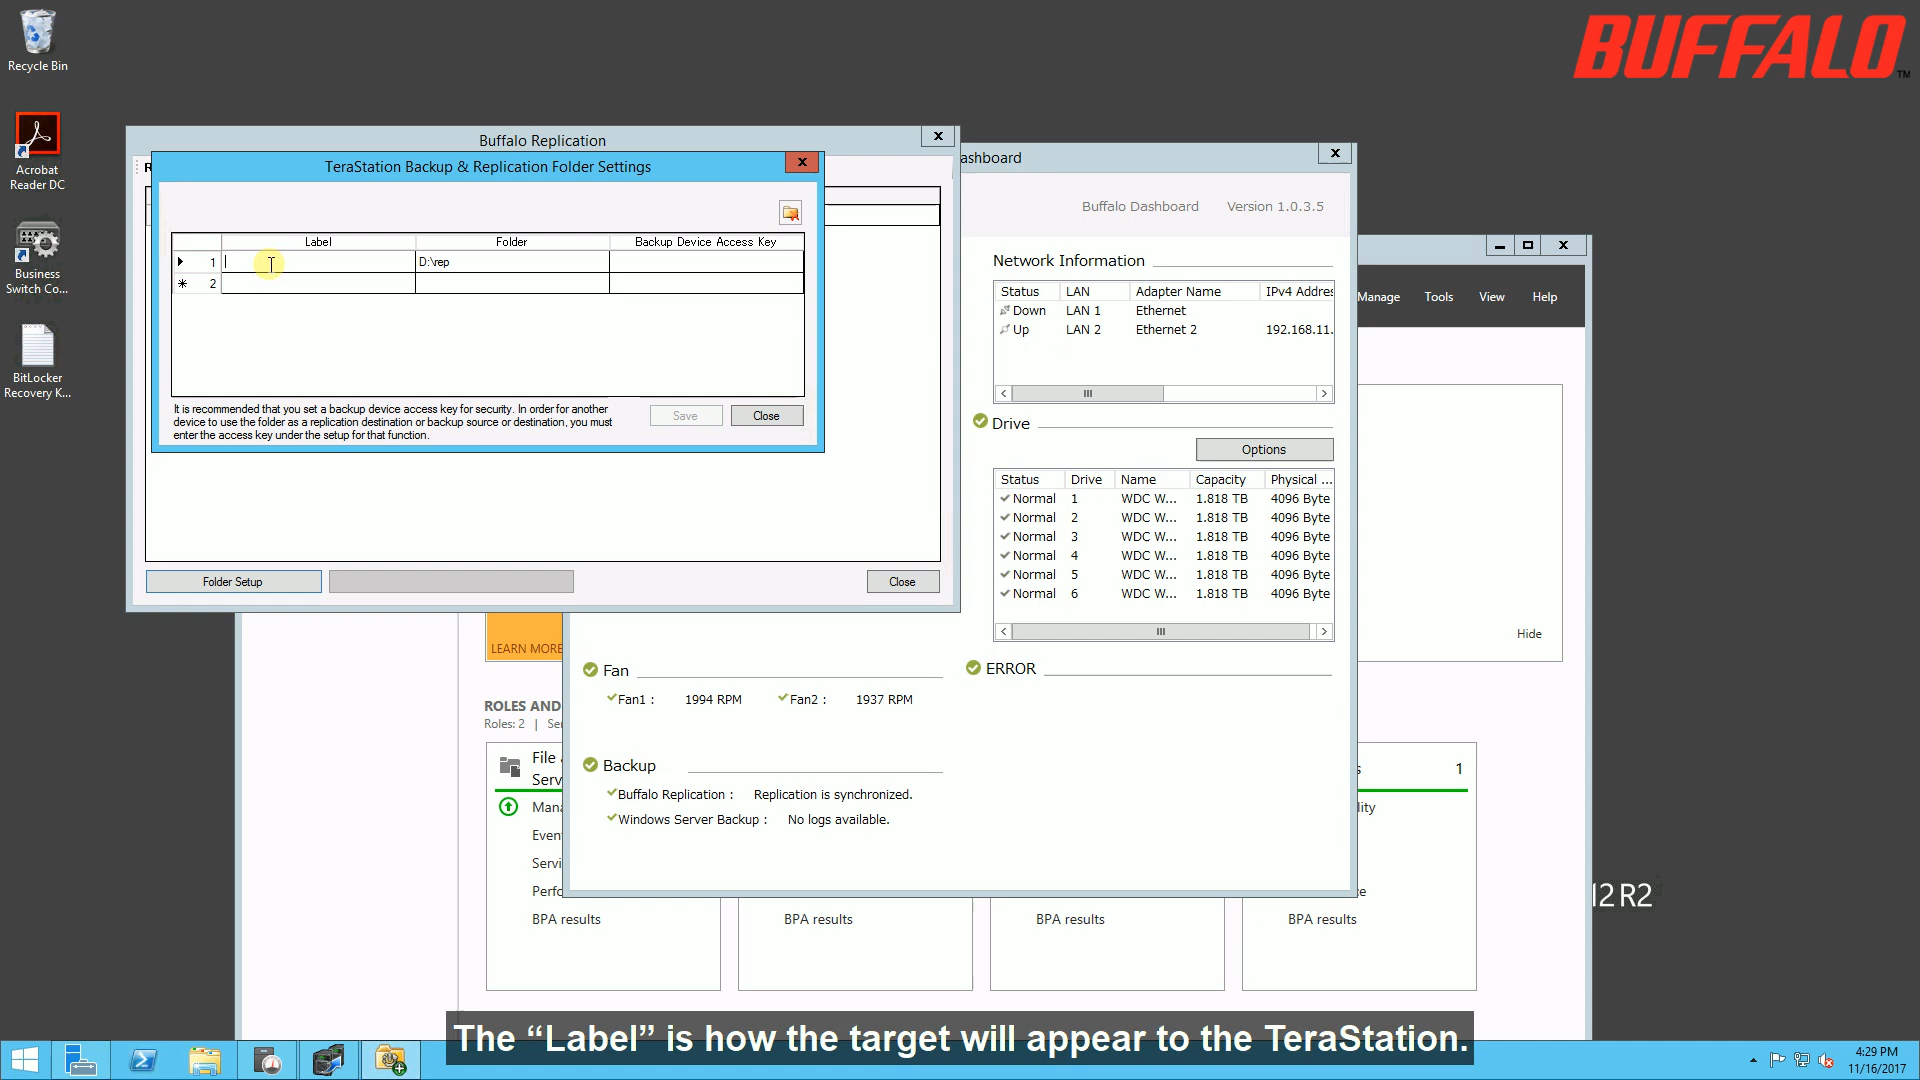 Recycle Bin
Acrobat
Reader DC
Business
Switch Co...
BitLocker
Recovery K...
BUFFALO™
Buffalo Replication
TeraStation Backup & Replication Folder Settings
Label Folder Backup Device Access Key
1 D:\rep
2
It is recommended that you set a backup device access key for security. In order for another
device to use the folder as a replication destination or backup source or destination, you must
enter the access key under the setup for that function.
Save
Close
Folder Setup
Close
ashboard
Buffalo Dashboard Version 1.0.3.5
Network Information
Status LAN Adapter Name IPv4 Addres
Down LAN 1 Ethernet
Up LAN 2 Ethernet 2 192.168.11.
Drive
Options
Status Drive Name Capacity Physical ...
Normal 1 WDC W... 1.818 TB 4096 Byte
Normal 2 WDC W... 1.818 TB 4096 Byte
Normal 3 WDC W... 1.818 TB 4096 Byte
Normal 4 WDC W... 1.818 TB 4096 Byte
Normal 5 WDC W... 1.818 TB 4096 Byte
Normal 6 WDC W... 1.818 TB 4096 Byte
ERROR
Fan
Fan1 : 1994 RPM Fan2 : 1937 RPM
Backup
Buffalo Replication : Replication is synchronized.
Windows Server Backup : No logs available.
Manage Tools View Help
Hide
LEARN MORE
ROLES AND
Roles: 2 | Se
File
Serv
Mana
Even
Servi
Perfo
BPA results
BPA results
BPA results
s 1
lity
ce
BPA results
12 R2
The “Label” is how the target will appear to the TeraStation.
4:29 PM
11/16/2017